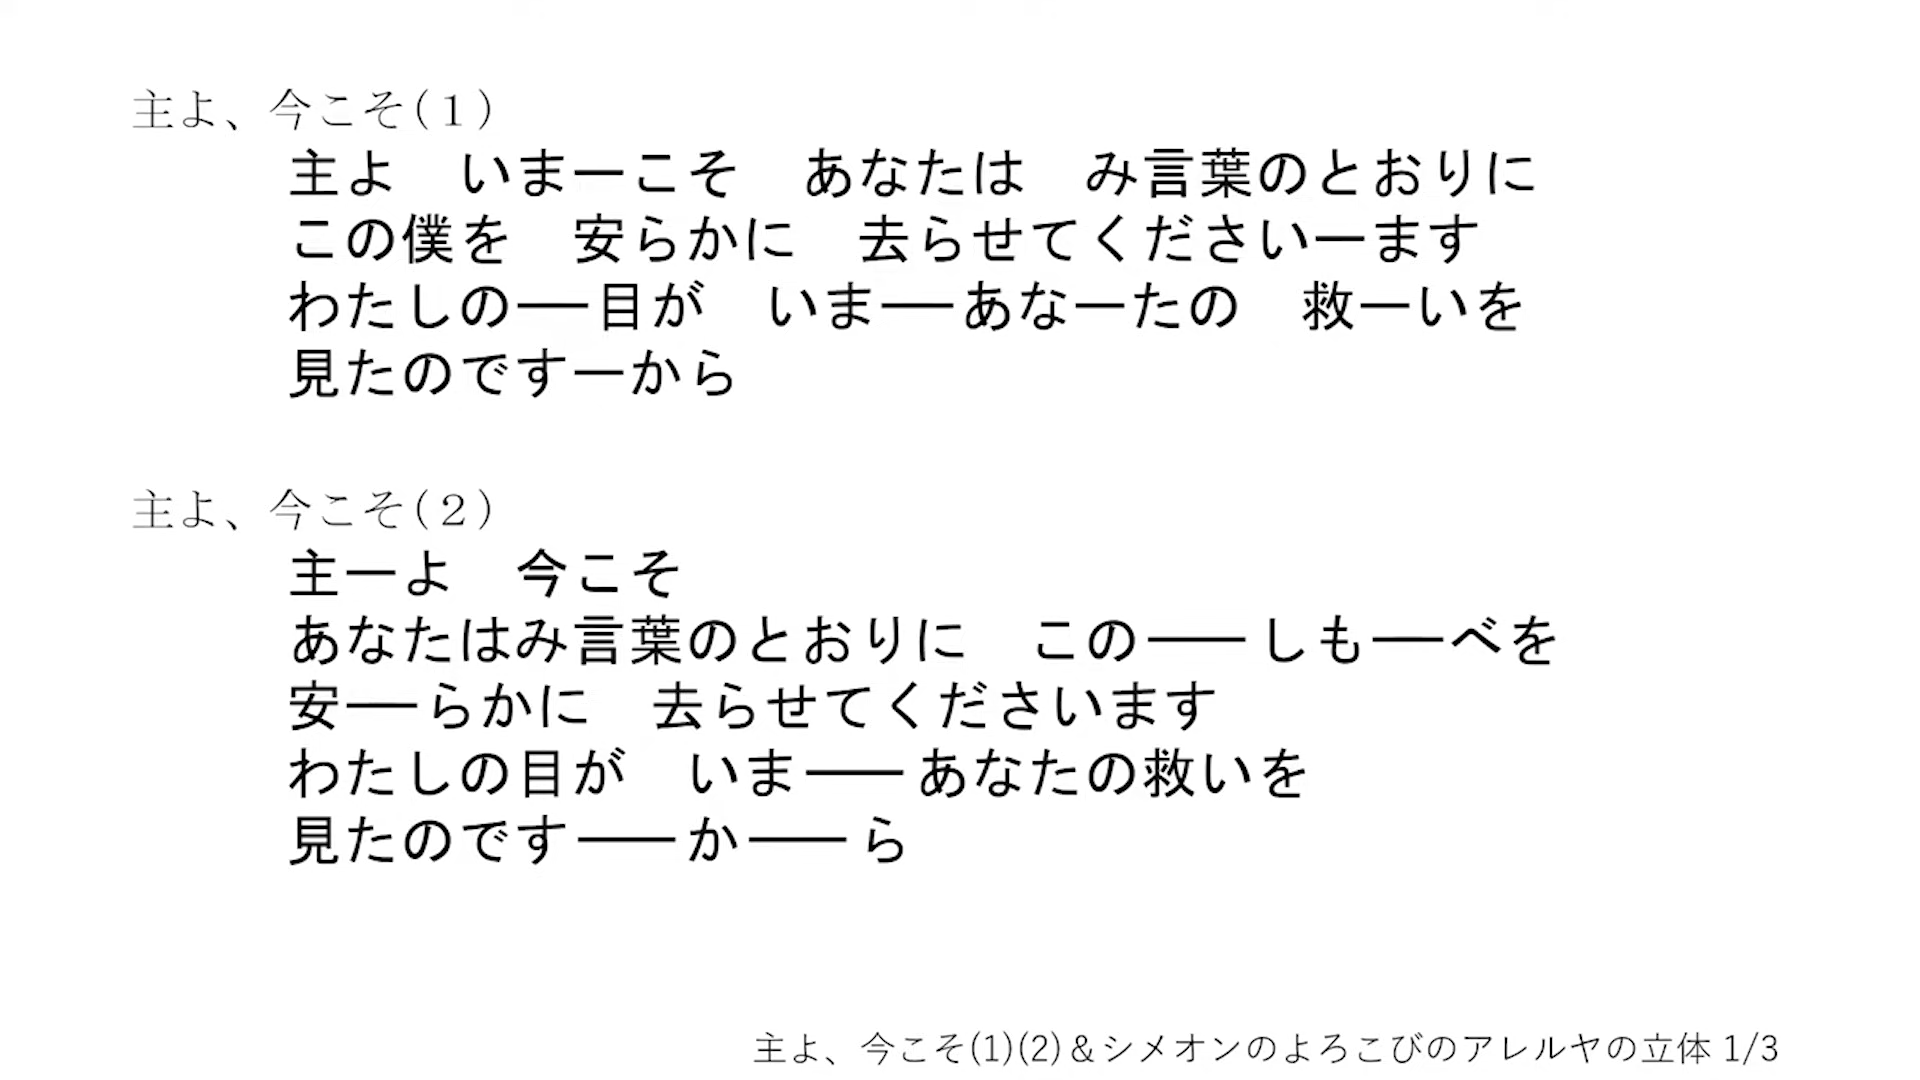 主よ、今こそ(１)
主よ　いまーこそ　あなたは　み言葉のとおりに
この僕を　安らかに　去らせてくださいーます
わたしの──目が　いま──あなーたの　救ーいを
見たのですーから
主よ、今こそ(２)
主ーよ　今こそ
あなたはみ言葉のとおりに　この───しも──べを
安──らかに　去らせてくださいます
わたしの目が　いま───あなたの救いを
見たのです───か───ら
主よ、今こそ(1)(2)＆シメオンのよろこびのアレルヤの立体 1/3